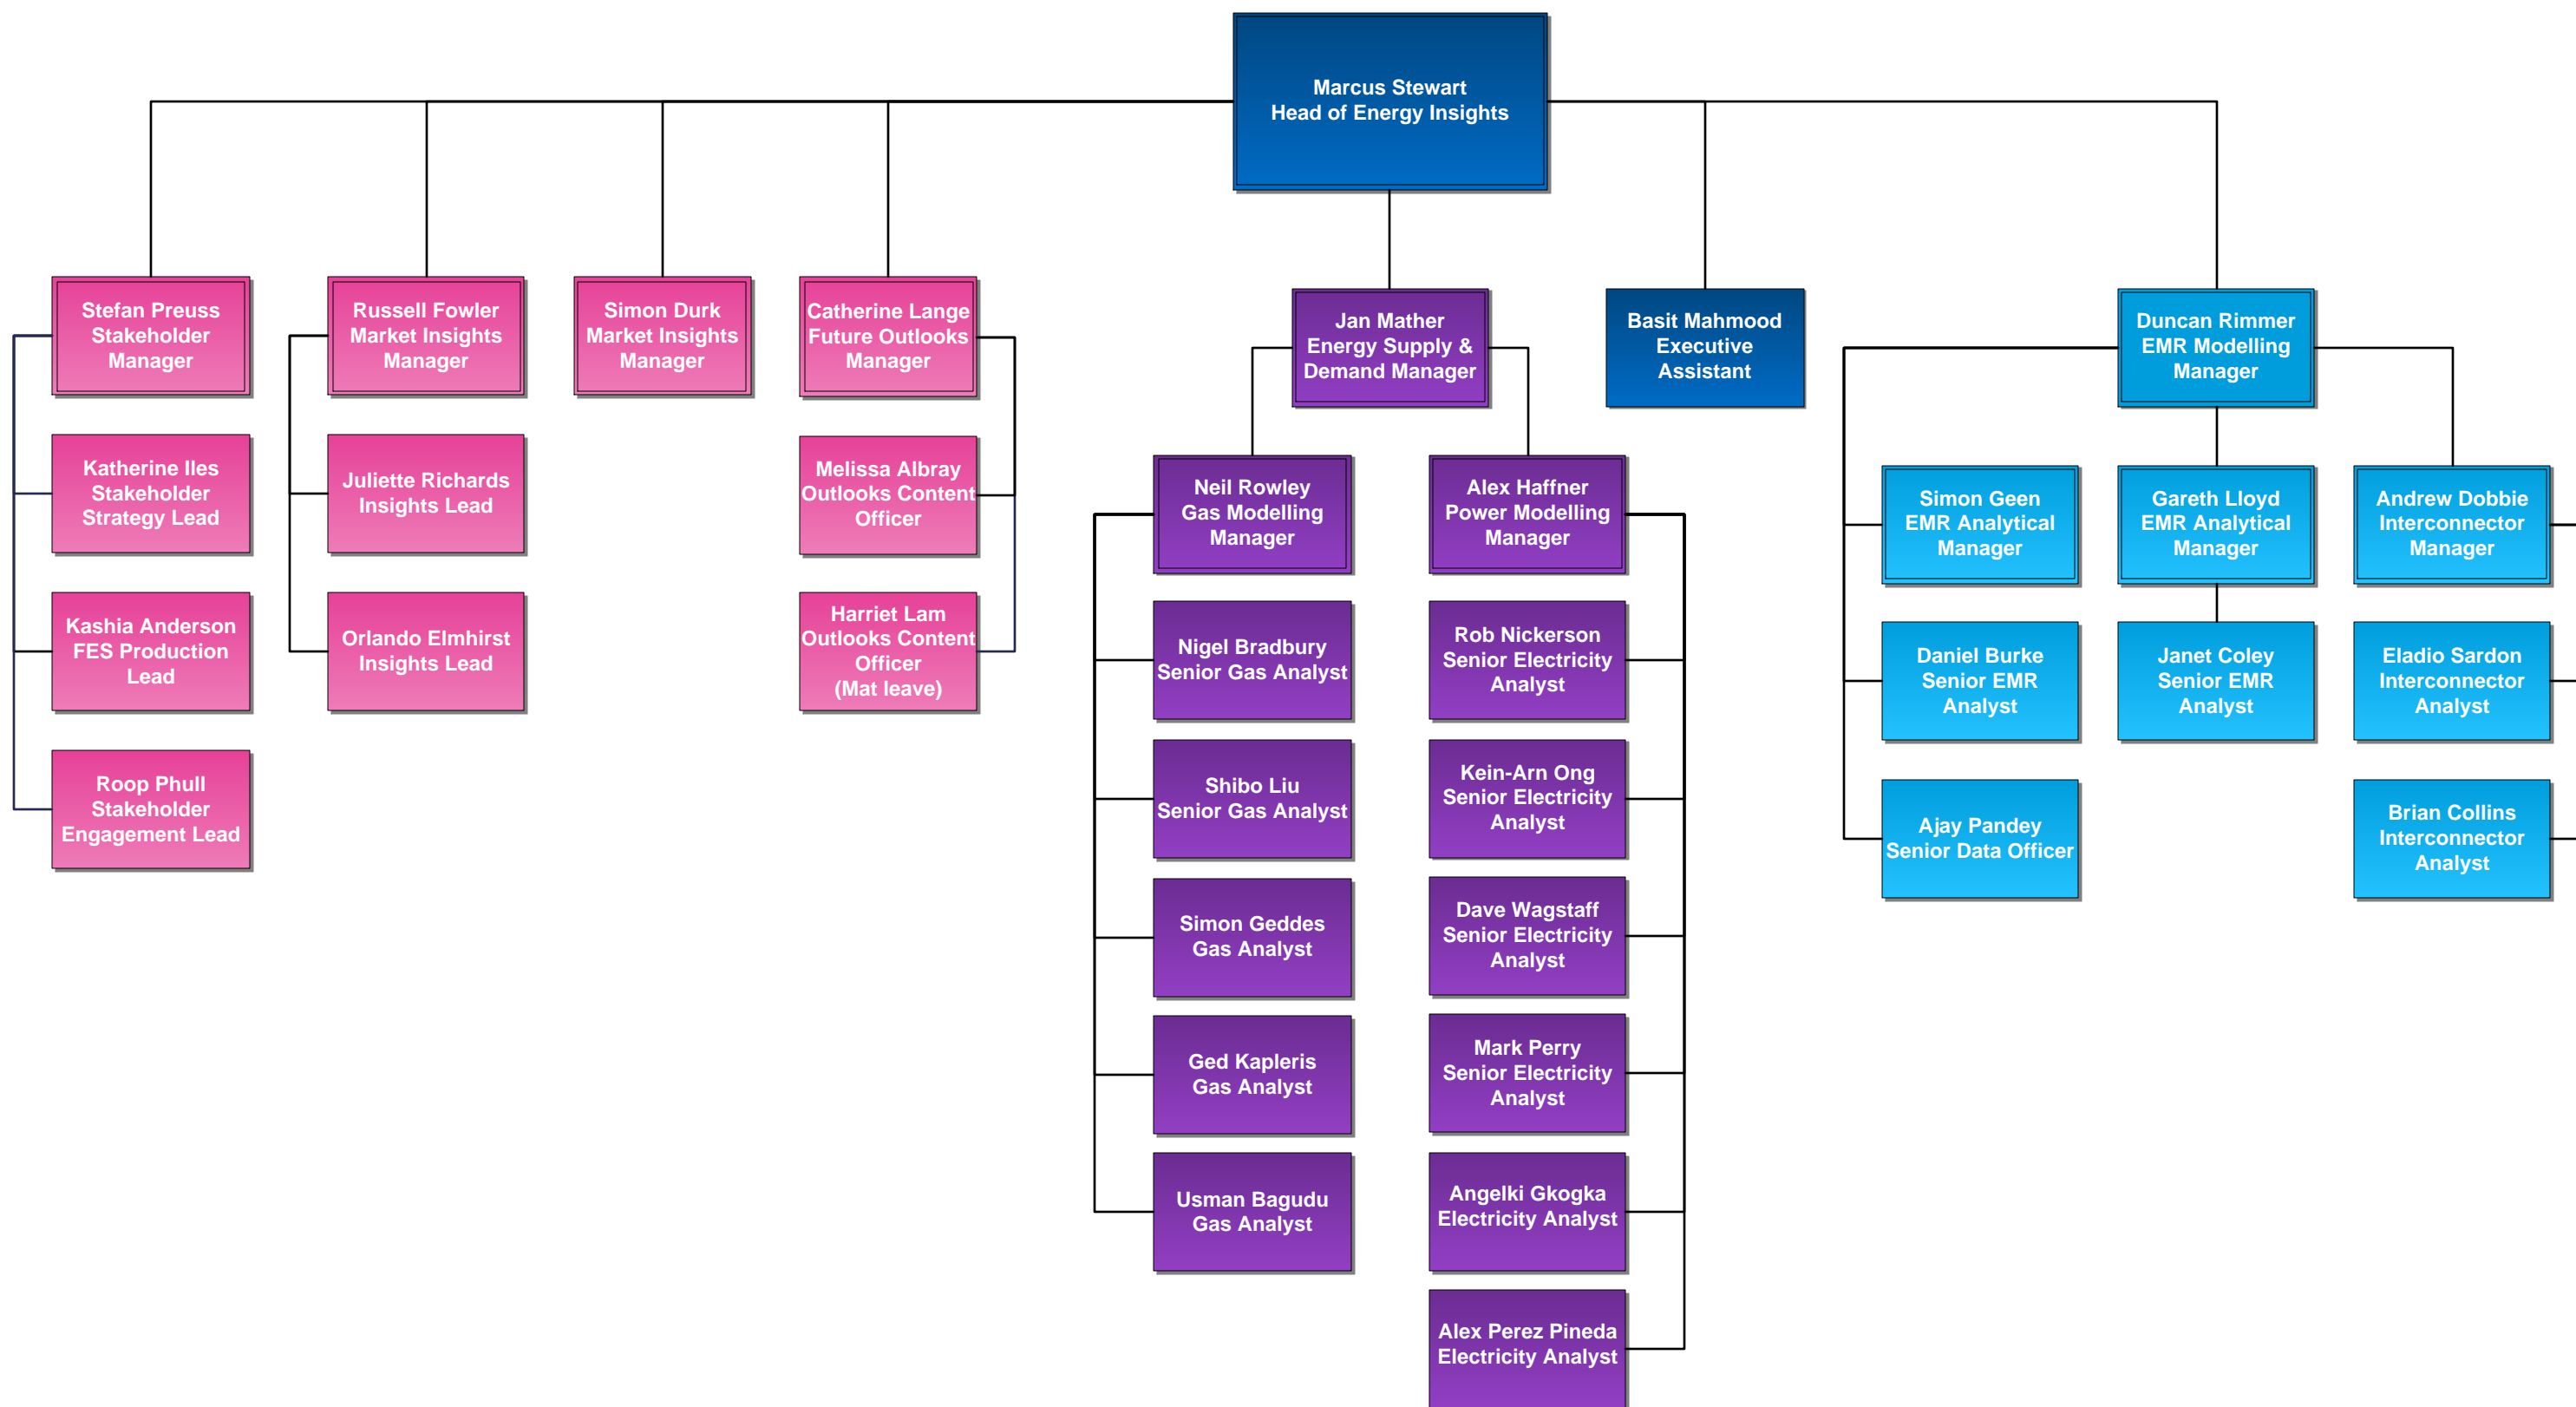 Marcus Stewart
Head of Energy Insights
Stefan Preuss
Stakeholder
Manager
Russell Fowler
Market Insights
Manager
Simon Durk
Market Insights
Manager
Catherine Lange
Future Outlooks
Manager
Jan Mather
Energy Supply &
Demand Manager
Basit Mahmood
Executive
Assistant
Duncan Rimmer
EMR Modelling
Manager
Katherine Iles
Stakeholder
Strategy Lead
Juliette Richards
Insights Lead
Melissa Albray
Outlooks Content
Officer
Neil Rowley
Gas Modelling
Manager
Alex Haffner
Power Modelling
Manager
Simon Geen
EMR Analytical
Manager
Gareth Lloyd
EMR Analytical
Manager
Andrew Dobbie
Interconnector
Manager
Kashia Anderson
FES Production
Lead
Orlando Elmhirst
Insights Lead
Harriet Lam
Outlooks Content
Officer
(Mat leave)
Nigel Bradbury
Senior Gas Analyst
Rob Nickerson
Senior Electricity
Analyst
Daniel Burke
Senior EMR
Analyst
Janet Coley
Senior EMR
Analyst
Eladio Sardon
Interconnector
Analyst
Roop Phull
Stakeholder
Engagement Lead
Shibo Liu
Senior Gas Analyst
Kein-Arn Ong
Senior Electricity
Analyst
Ajay Pandey
Senior Data Officer
Brian Collins
Interconnector
Analyst
Simon Geddes
Gas Analyst
Dave Wagstaff
Senior Electricity
Analyst
Ged Kapleris
Gas Analyst
Mark Perry
Senior Electricity
Analyst
Usman Bagudu
Gas Analyst
Angelki Gkogka
Electricity Analyst
Alex Perez Pineda
Electricity Analyst